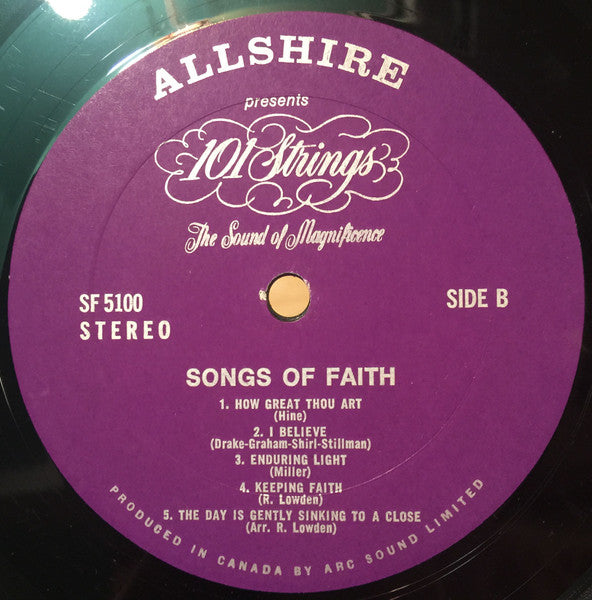 ALLSHIRE
presents
101 Strings
The Sound of Magnificence
SF 5100
STEREO
SIDE B
SONGS OF FAITH
1. HOW GREAT THOU ART
(Hine)
2. I BELIEVE
(Drake-Graham-Shirl-Stillman)
3. ENDURING LIGHT
(Miller)
4. KEEPING FAITH
(R. Lowden)
5. THE DAY IS GENTLY SINKING TO A CLOSE
(Arr. R. Lowden)
PRODUCED IN CANADA BY ARC SOUND LIMITED